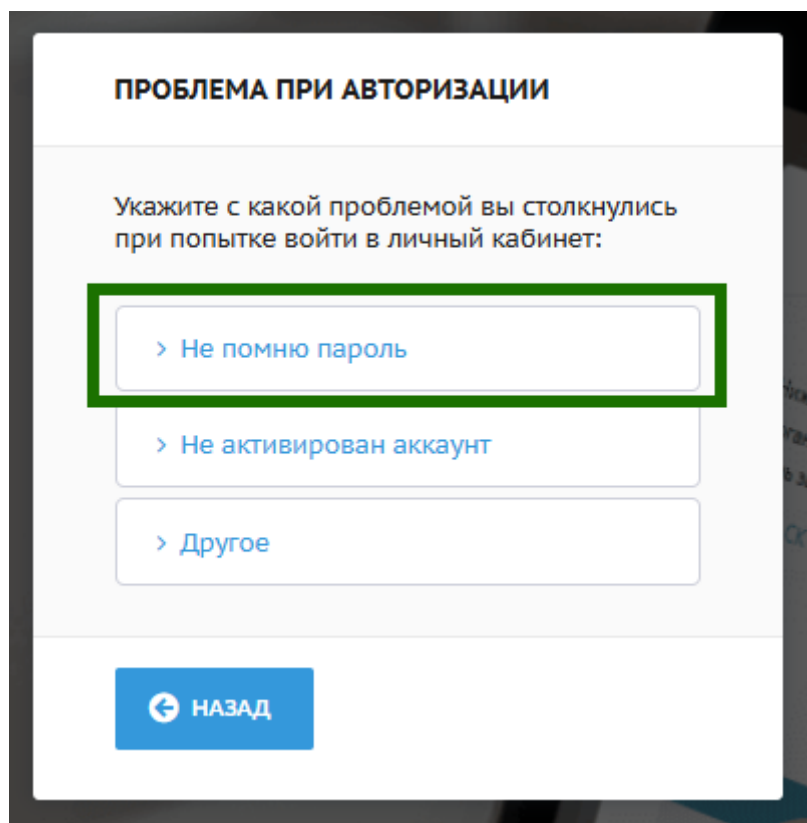 ПРОБЛЕМА ПРИ АВТОРИЗАЦИИ
Укажите с какой проблемой вы столкнулись
при попытке войти в личный кабинет:
Не помню пароль
Не активирован аккаунт
Другое
НАЗАД